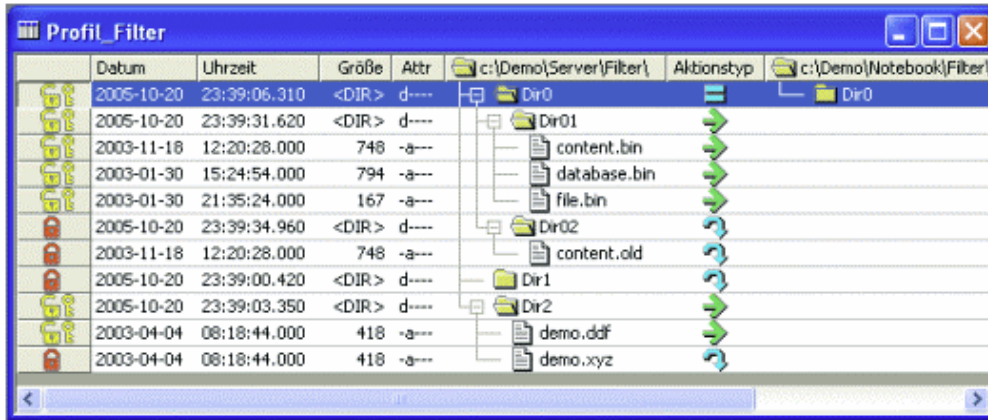 Profil_Filter
Datum Uhrzeit Größe Attr c:\Demo\Server\Filter\ Aktionstyp c:\Demo\Notebook\Filter\
2005-10-20 23:39:06.310 <DIR> d---- Dir0 Dir0
2005-10-20 23:39:31.620 <DIR> d---- Dir01
2003-11-18 12:20:28.000 748 -a--- content.bin
2003-01-30 15:24:54.000 794 -a--- database.bin
2003-01-30 21:35:24.000 167 -a--- file.bin
2005-10-20 23:39:34.960 <DIR> d---- Dir02
2003-11-18 12:20:28.000 748 -a--- content.old
2005-10-20 23:39:00.420 <DIR> d---- Dir1
2005-10-20 23:39:03.350 <DIR> d---- Dir2
2003-04-04 08:18:44.000 418 -a--- demo.ddf
2003-04-04 08:18:44.000 418 -a--- demo.xyz